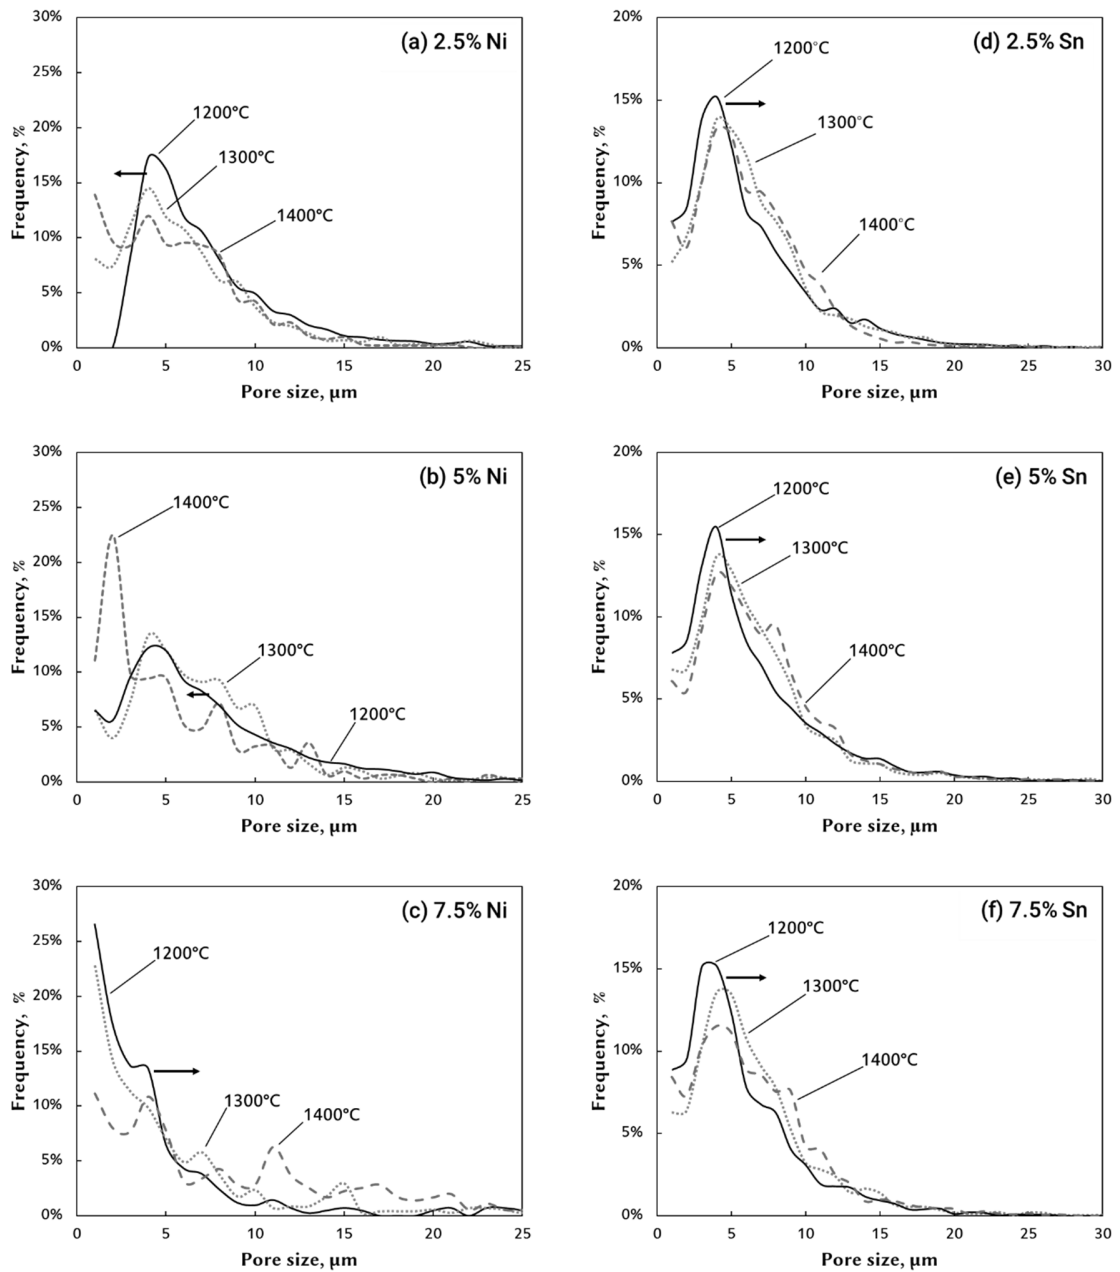 (a) 2.5% Ni
30%
25%
20%
15%
10%
5%
0%
Frequency, %
1200°C
1300°C
1400°C
0 5 10 15 20 25
Pore size, µm
(d) 2.5% Sn
20%
15%
10%
5%
0%
Frequency, %
1200°C
1300°C
1400°C
0 5 10 15 20 25 30
Pore size, µm
(b) 5% Ni
30%
25%
20%
15%
10%
5%
0%
Frequency, %
1400°C
1300°C
1200°C
0 5 10 15 20 25
Pore size, µm
(e) 5% Sn
20%
15%
10%
5%
0%
Frequency, %
1200°C
1300°C
1400°C
0 5 10 15 20 25 30
Pore size, µm
(c) 7.5% Ni
30%
25%
20%
15%
10%
5%
0%
Frequency, %
1200°C
1300°C
1400°C
0 5 10 15 20 25
Pore size, µm
(f) 7.5% Sn
20%
15%
10%
5%
0%
Frequency, %
1200°C
1300°C
1400°C
0 5 10 15 20 25 30
Pore size, µm